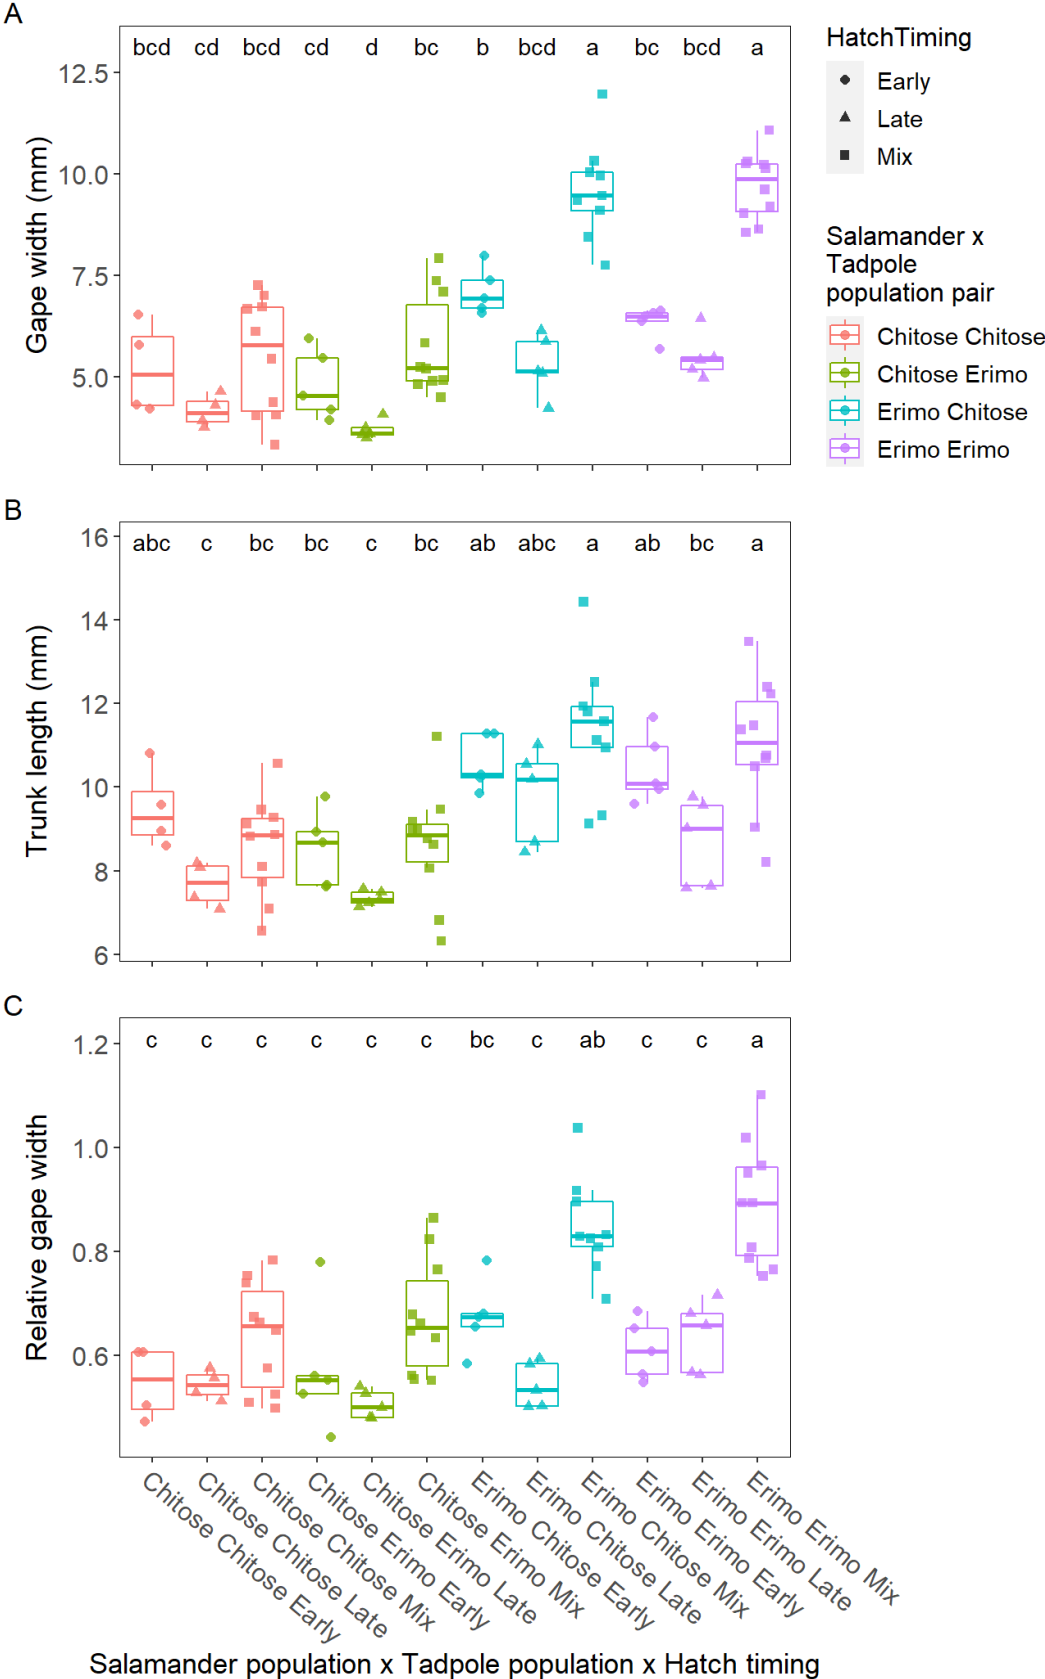 A
bcd cd bcd cd d bc b bcd a bc bcd a
12.5
10.0
7.5
5.0
Gape width (mm)
HatchTiming
Early
Late
Mix
Salamander x
Tadpole
population pair
Chitose Chitose
Chitose Erimo
Erimo Chitose
Erimo Erimo
B
abc c bc bc c bc ab abc a ab bc a
16
14
12
10
8
6
Trunk length (mm)
C
c c c c c c bc c ab c c a
1.2
1.0
0.8
0.6
Relative gape width
Chitose Chitose Early
Chitose Chitose Late
Chitose Chitose Mix
Chitose Erimo Early
Chitose Erimo Late
Chitose Erimo Mix
Erimo Chitose Early
Erimo Chitose Late
Erimo Chitose Mix
Erimo Erimo Early
Erimo Erimo Late
Erimo Erimo Mix
Salamander population x Tadpole population x Hatch timing